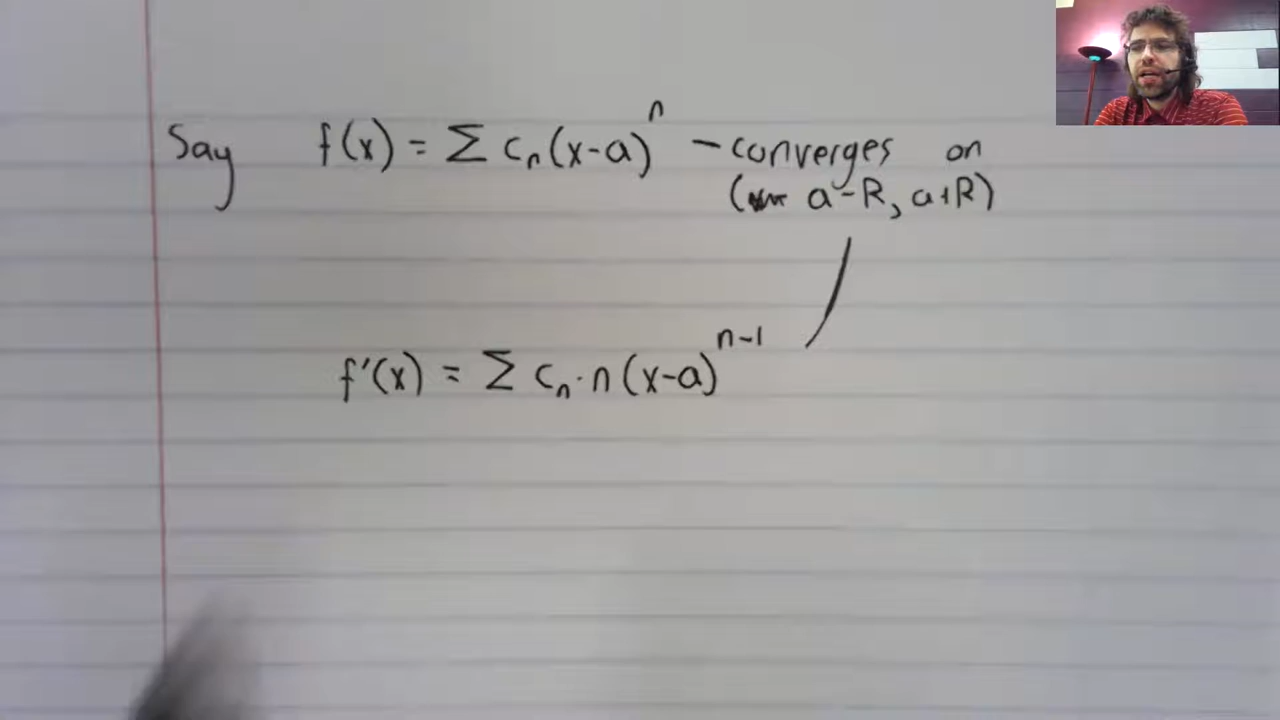 Say f(x) = Σ cₙ(x-a)ⁿ – converges on
( a-R, a+R)
f'(x) = Σ cₙ·n(x-a)ⁿ⁻¹